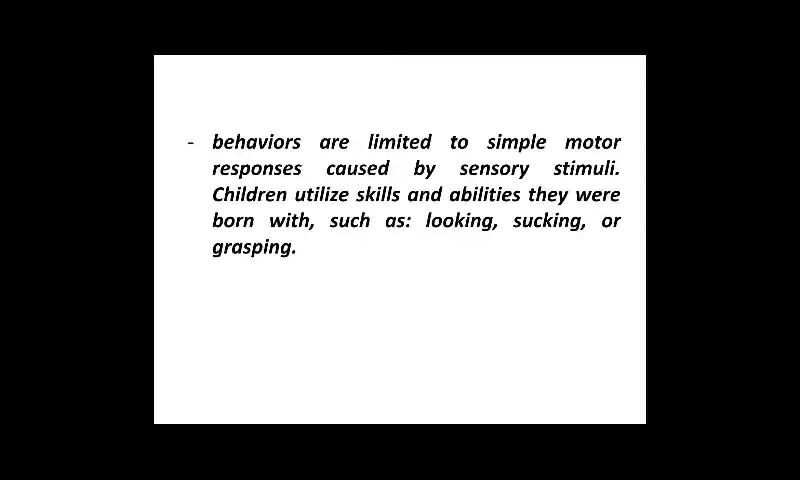 - behaviors are limited to simple motor
responses caused by sensory stimuli.
Children utilize skills and abilities they were
born with, such as: looking, sucking, or
grasping.